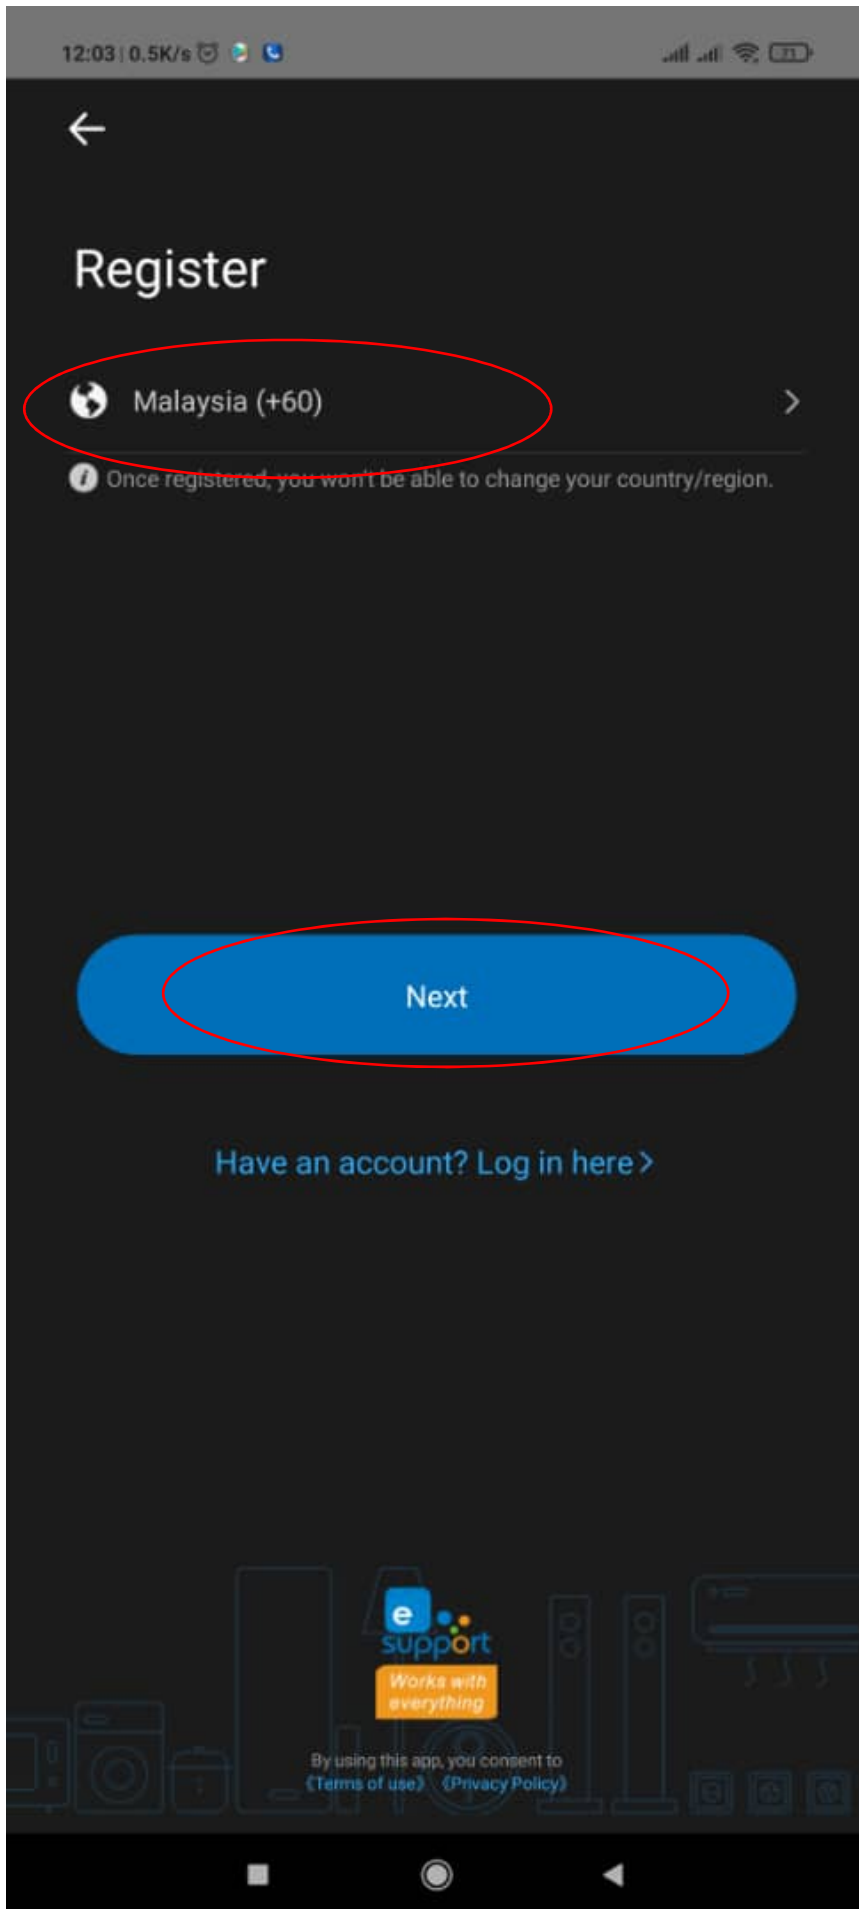 12:03 | 0.5K/s
71
Register
Malaysia (+60)
Once registered, you won't be able to change your country/region.
Next
Have an account? Log in here
e
support
Works with
everything
By using this app, you consent to
《Terms of use》 《Privacy Policy》